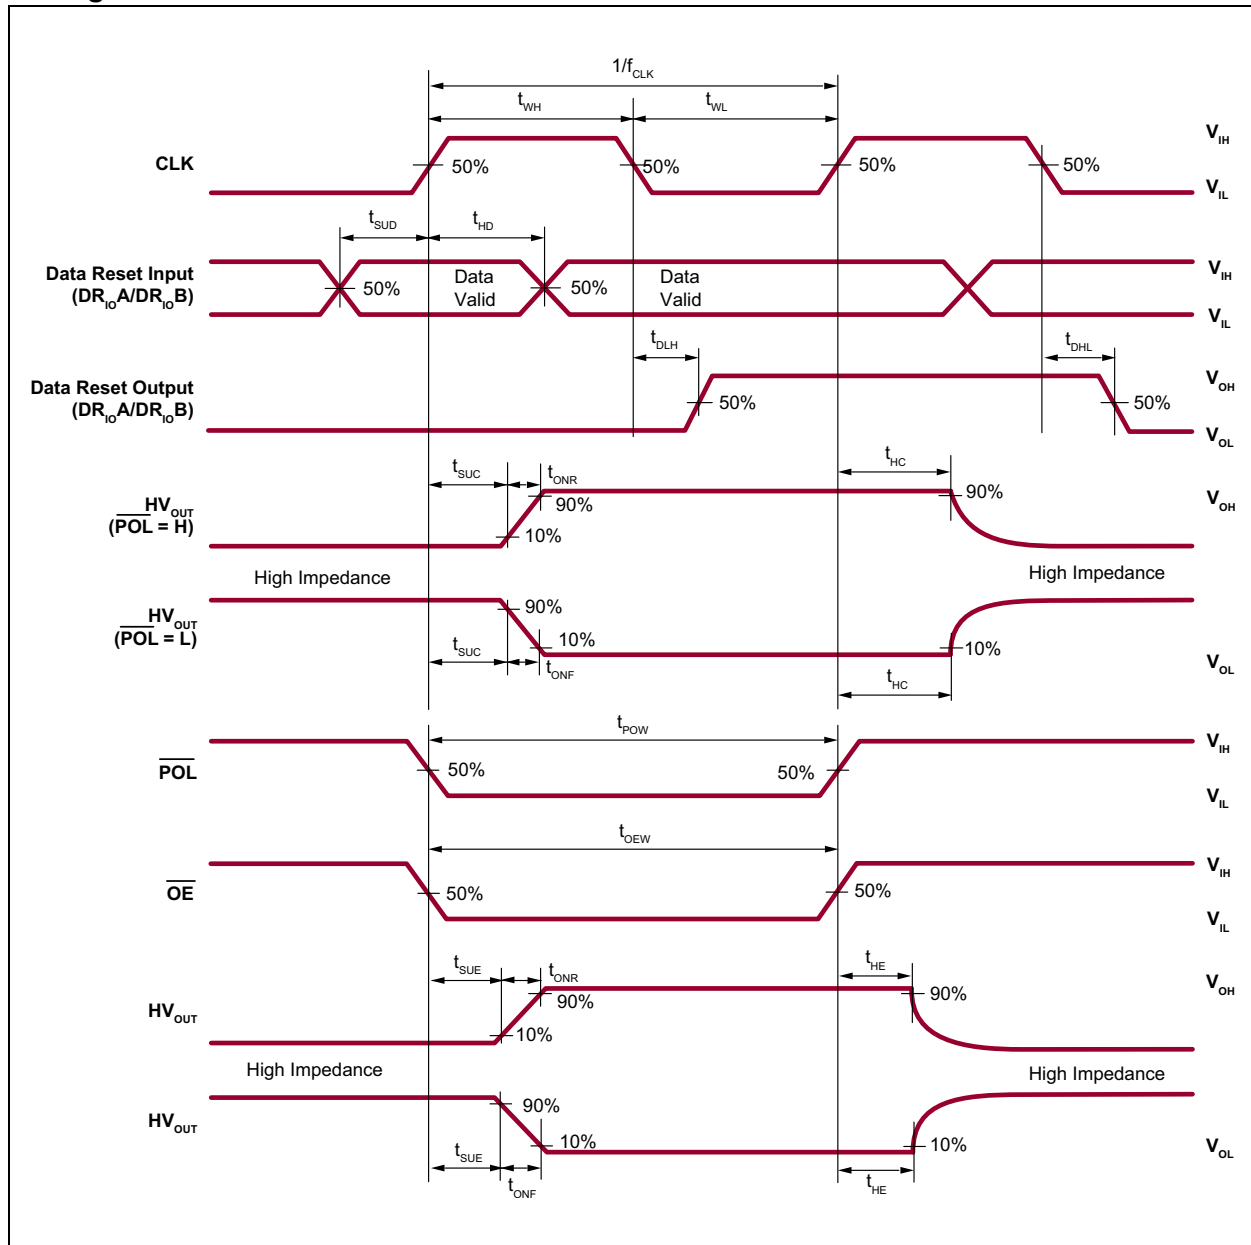 1/fCLK
tWH tWL
CLK 50% 50% 50% 50% VIH
VIL
tSUD tHD
Data Reset Input
(DRIOA/DRIOB) 50% Data
Valid 50% Data
Valid VIH
VIL
tDLH tDHL
Data Reset Output
(DRIOA/DRIOB) 50% 50% VOH
VOL
tSUC tONR tHC
HVOUT
(POL = H) 90% 10% 90% VOH
High Impedance High Impedance
HVOUT
(POL = L) 90% 10% 10% VOL
tSUC tONF tHC
tPOW
POL 50% 50% VIH
VIL
tOEW
OE 50% 50% VIH
VIL
tSUE tONR tHE
HVOUT 90% 10% 90% VOH
High Impedance High Impedance
HVOUT 90% 10% 10% VOL
tSUE tONF tHE